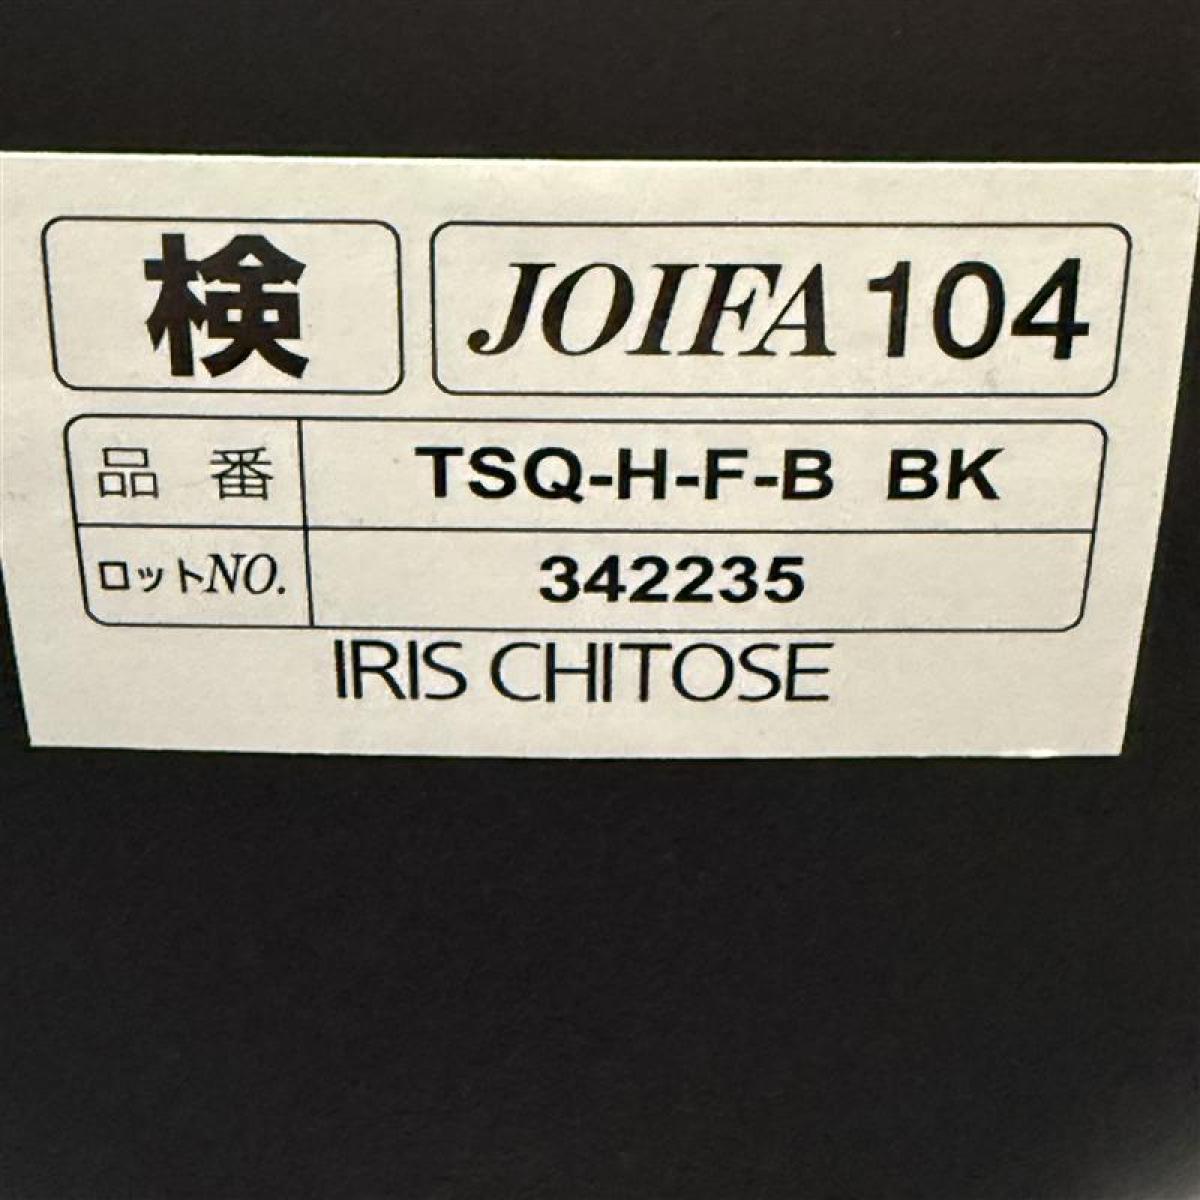 検 JOIFA 104
品番 TSQ-H-F-B BK
ロットNO. 342235
IRIS CHITOSE